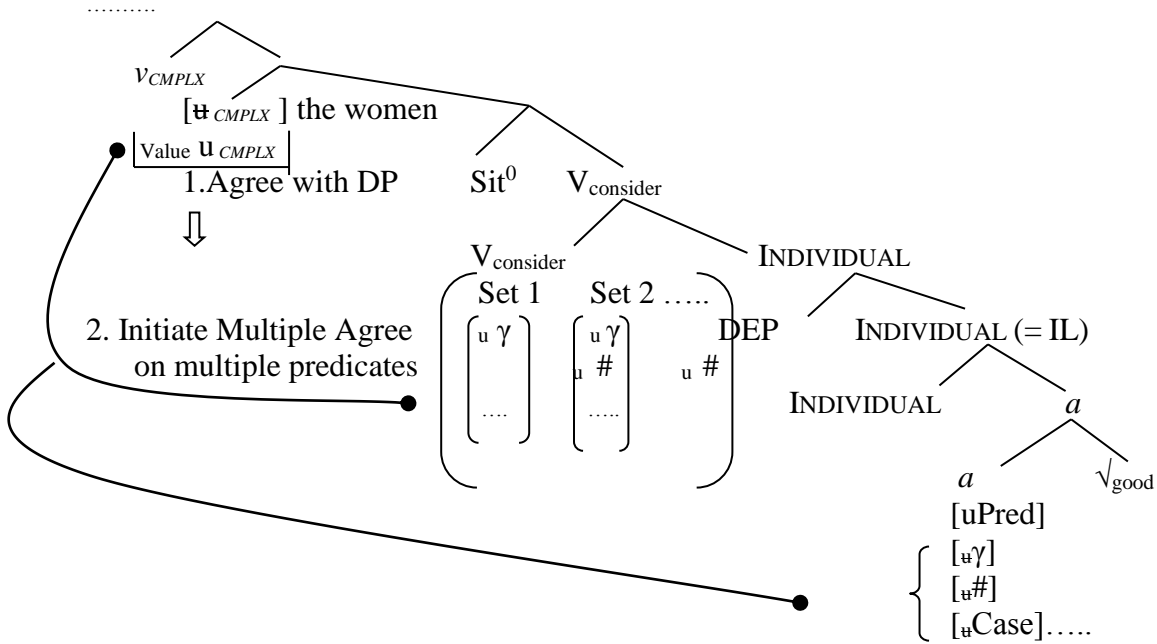 ……….
vCMPLX
[u CMPLX ] the women
Value u CMPLX
1.Agree with DP Sit⁰ Vconsider
Vconsider INDIVIDUAL
Set 1 Set 2 …..
2. Initiate Multiple Agree u γ u γ DEP INDIVIDUAL (= IL)
on multiple predicates u # u #
…. ….. INDIVIDUAL a
a √good
[uPred]
[uγ]
[u#]
[uCase]…..